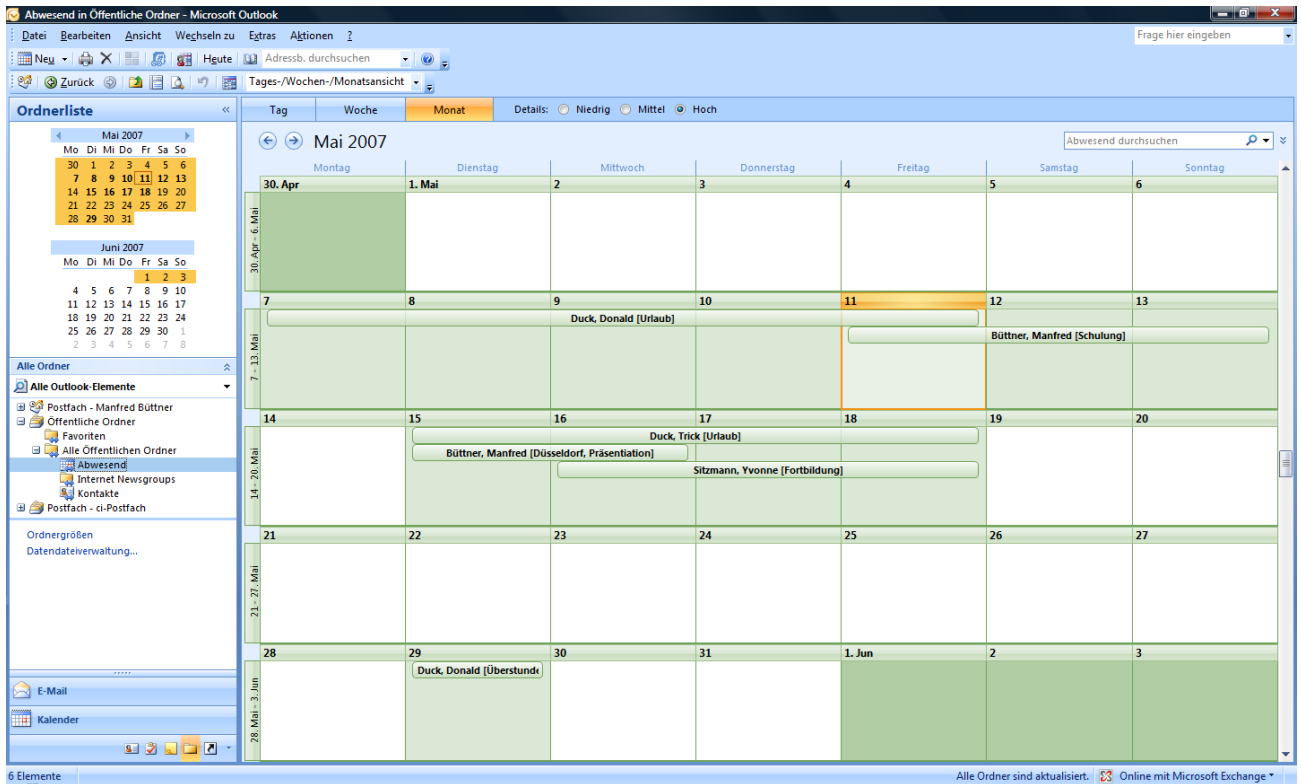 Abwesend in Öffentliche Ordner - Microsoft Outlook
Datei Bearbeiten Ansicht Wechseln zu Extras Aktionen ?
Frage hier eingeben
Neu Heute Adressb. durchsuchen
Zurück Tages-/Wochen-/Monatsansicht
Ordnerliste «
Mai 2007
Mo Di Mi Do Fr Sa So
30 1 2 3 4 5 6
7 8 9 10 11 12 13
14 15 16 17 18 19 20
21 22 23 24 25 26 27
28 29 30 31
Juni 2007
Mo Di Mi Do Fr Sa So
1 2 3
4 5 6 7 8 9 10
11 12 13 14 15 16 17
18 19 20 21 22 23 24
25 26 27 28 29 30 1
2 3 4 5 6 7 8
Alle Ordner
Alle Outlook-Elemente
Postfach - Manfred Büttner
Öffentliche Ordner
Favoriten
Alle Öffentlichen Ordner
Abwesend
Internet Newsgroups
Kontakte
Postfach - ci-Postfach
Ordnergrößen
Datendateiverwaltung...
E-Mail
Kalender
Tag Woche Monat Details: Niedrig Mittel Hoch
Mai 2007
Abwesend durchsuchen
Montag Dienstag Mittwoch Donnerstag Freitag Samstag Sonntag
30. Apr - 6. Mai
30. Apr 1. Mai 2 3 4 5 6
7 - 13. Mai
7 8 9 10 11 12 13
Duck, Donald [Urlaub]
Büttner, Manfred [Schulung]
14 - 20. Mai
14 15 16 17 18 19 20
Duck, Trick [Urlaub]
Büttner, Manfred [Düsseldorf, Präsentiation]
Sitzmann, Yvonne [Fortbildung]
21 - 27. Mai
21 22 23 24 25 26 27
28. Mai - 3. Jun
28 29 30 31 1. Jun 2 3
Duck, Donald [Überstunde
6 Elemente
Alle Ordner sind aktualisiert. Online mit Microsoft Exchange